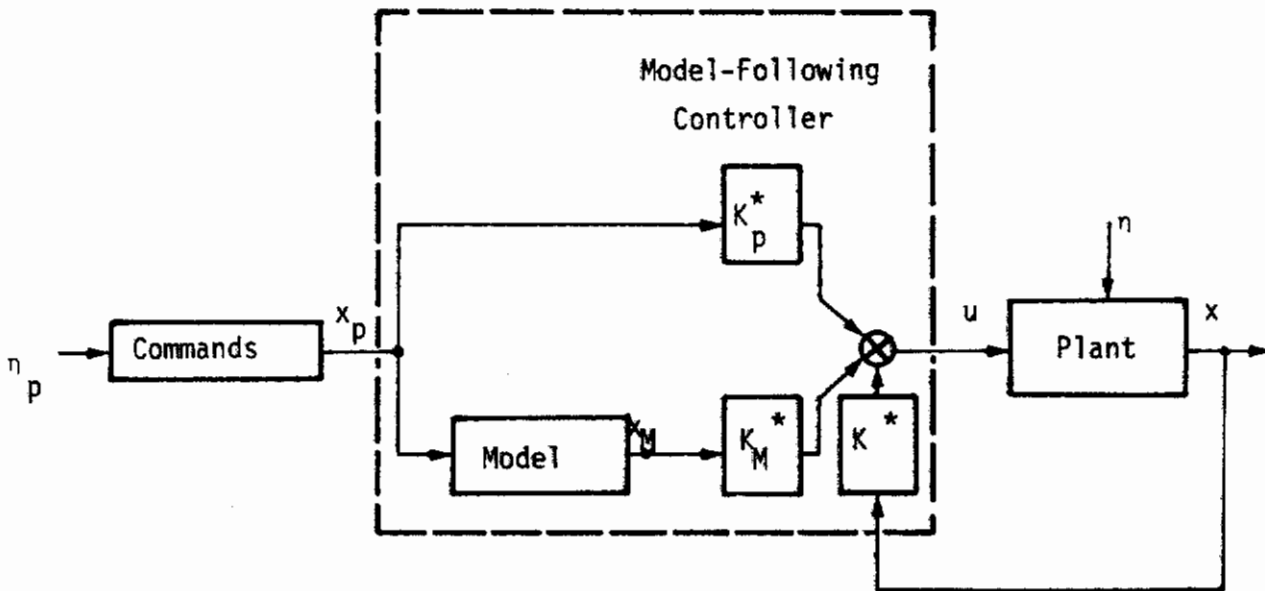 Model-Following
Controller
K*p
η
xp
u
x
Commands
Plant
ηp
xM
Model
K*M
K*